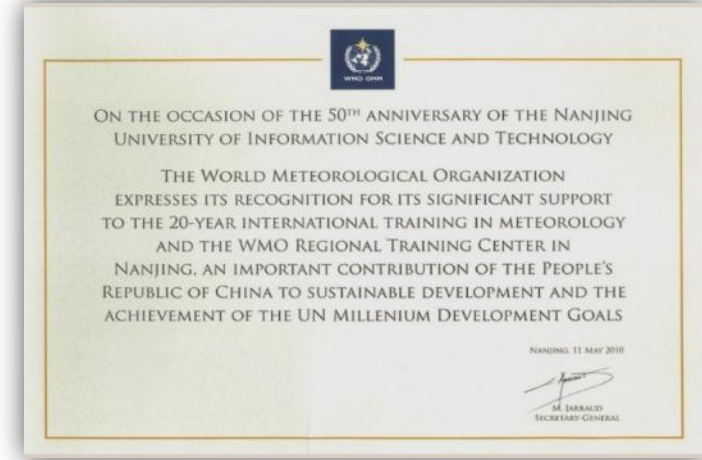 WMO OMM
ON THE OCCASION OF THE 50TH ANNIVERSARY OF THE NANJING
UNIVERSITY OF INFORMATION SCIENCE AND TECHNOLOGY
THE WORLD METEOROLOGICAL ORGANIZATION
EXPRESSES ITS RECOGNITION FOR ITS SIGNIFICANT SUPPORT
TO THE 20-YEAR INTERNATIONAL TRAINING IN METEOROLOGY
AND THE WMO REGIONAL TRAINING CENTER IN
NANJING, AN IMPORTANT CONTRIBUTION OF THE PEOPLE'S
REPUBLIC OF CHINA TO SUSTAINABLE DEVELOPMENT AND THE
ACHIEVEMENT OF THE UN MILLENIUM DEVELOPMENT GOALS
NANJING, 11 MAY 2010
M. JARRAUD
SECRETARY-GENERAL